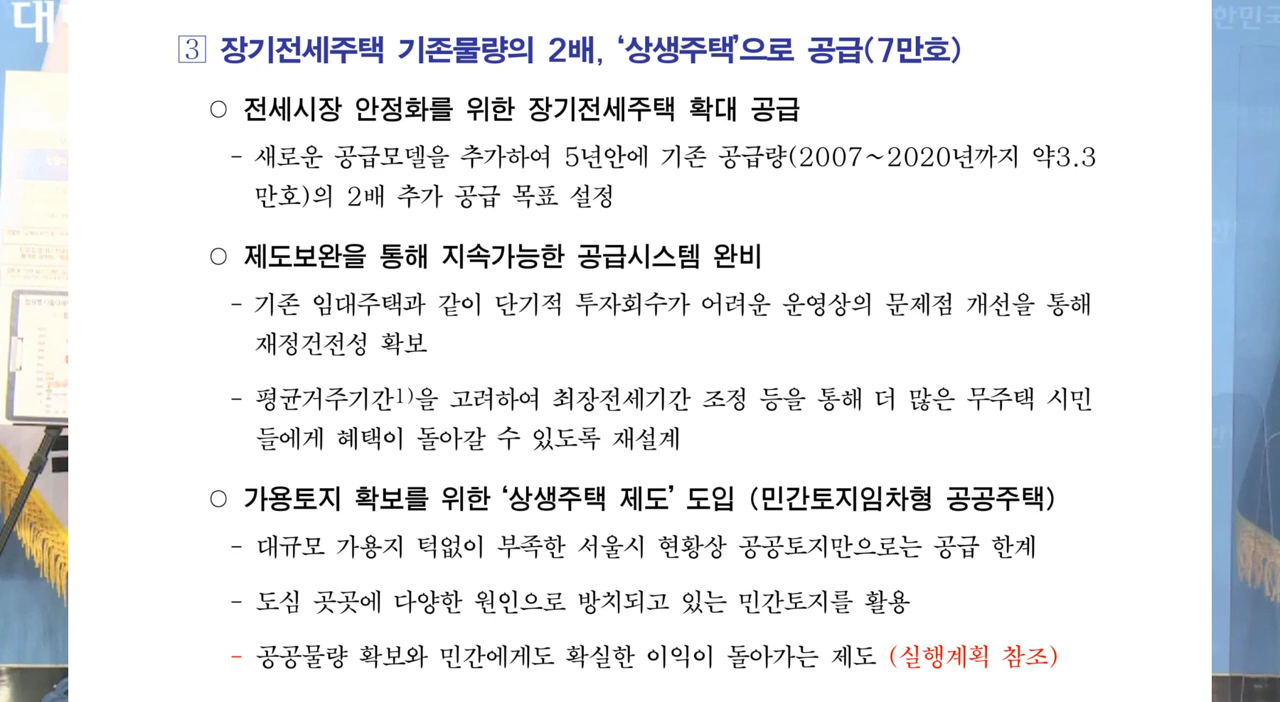 대
한민국
3 장기전세주택 기존물량의 2배, ‘상생주택’으로 공급(7만호)
○ 전세시장 안정화를 위한 장기전세주택 확대 공급
- 새로운 공급모델을 추가하여 5년안에 기존 공급량(2007～2020년까지 약3.3
만호)의 2배 추가 공급 목표 설정
○ 제도보완을 통해 지속가능한 공급시스템 완비
- 기존 임대주택과 같이 단기적 투자회수가 어려운 운영상의 문제점 개선을 통해
재정건전성 확보
- 평균거주기간1)을 고려하여 최장전세기간 조정 등을 통해 더 많은 무주택 시민
들에게 혜택이 돌아갈 수 있도록 재설계
○ 가용토지 확보를 위한 ‘상생주택 제도’ 도입 (민간토지임차형 공공주택)
- 대규모 가용지 턱없이 부족한 서울시 현황상 공공토지만으로는 공급 한계
- 도심 곳곳에 다양한 원인으로 방치되고 있는 민간토지를 활용
- 공공물량 확보와 민간에게도 확실한 이익이 돌아가는 제도 (실행계획 참조)